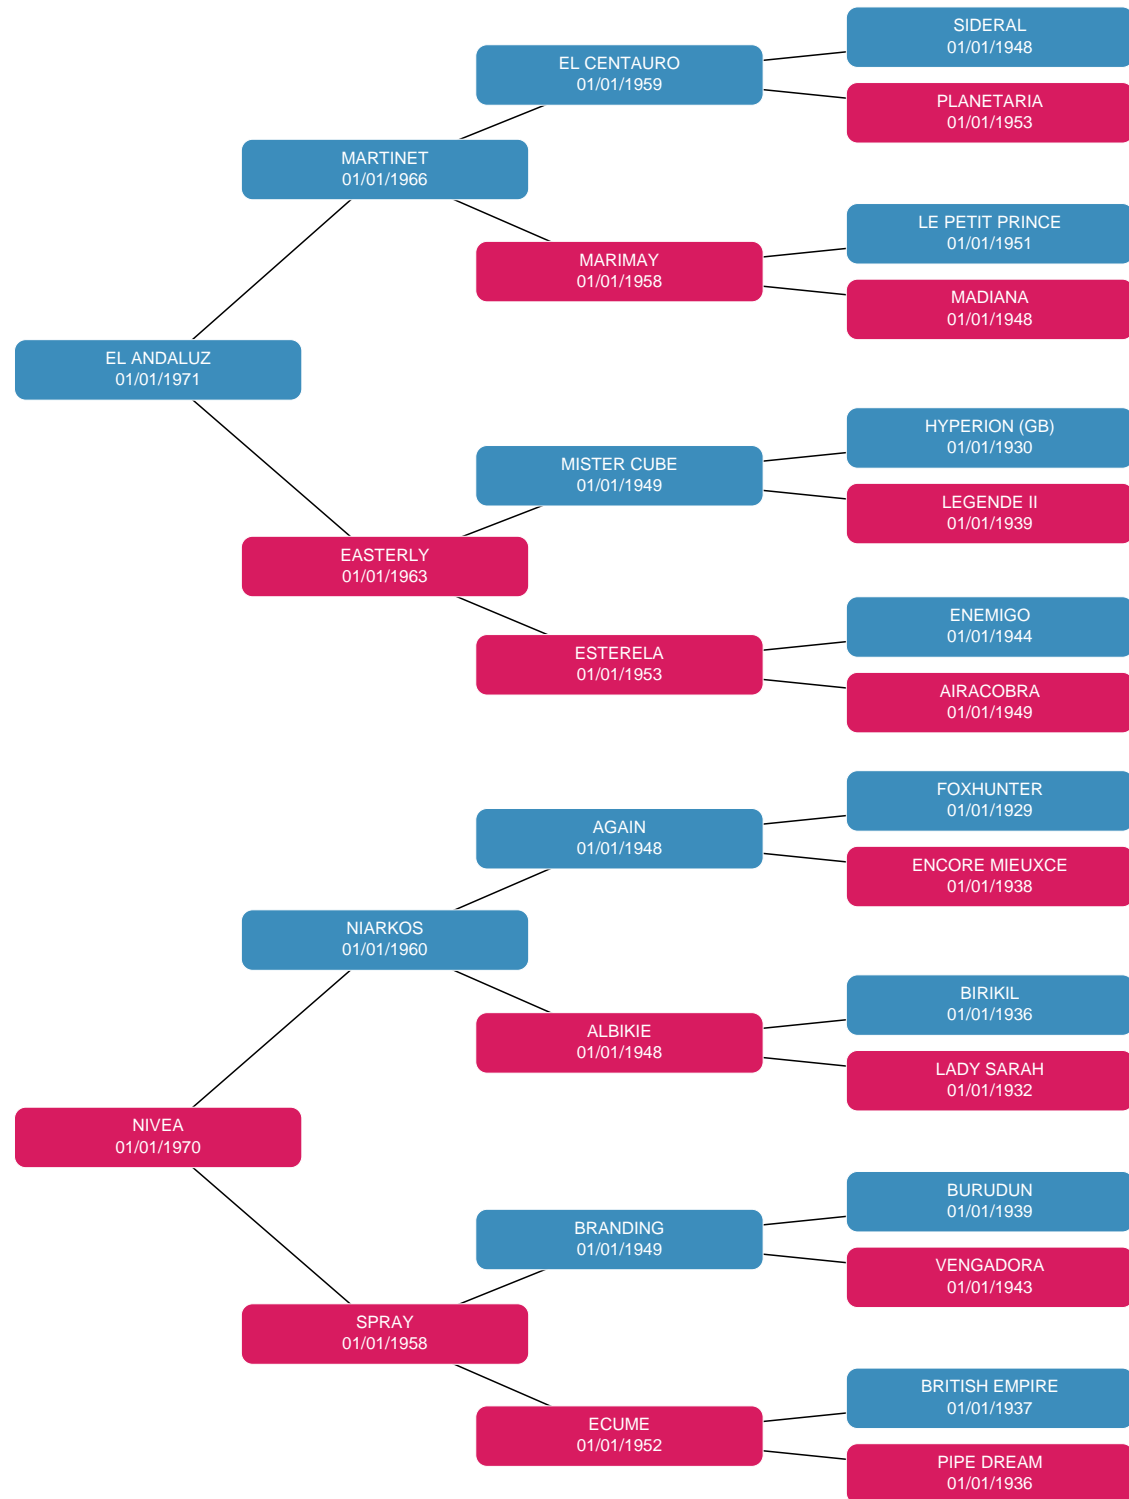 SIDERAL
01/01/1948
EL CENTAURO
01/01/1959
PLANETARIA
01/01/1953
MARTINET
01/01/1966
LE PETIT PRINCE
01/01/1951
MARIMAY
01/01/1958
MADIANA
01/01/1948
EL ANDALUZ
01/01/1971
HYPERION (GB)
01/01/1930
MISTER CUBE
01/01/1949
LEGENDE II
01/01/1939
EASTERLY
01/01/1963
ENEMIGO
01/01/1944
ESTERELA
01/01/1953
AIRACOBRA
01/01/1949
FOXHUNTER
01/01/1929
AGAIN
01/01/1948
ENCORE MIEUXCE
01/01/1938
NIARKOS
01/01/1960
BIRIKIL
01/01/1936
ALBIKIE
01/01/1948
LADY SARAH
01/01/1932
NIVEA
01/01/1970
BURUDUN
01/01/1939
BRANDING
01/01/1949
VENGADORA
01/01/1943
SPRAY
01/01/1958
BRITISH EMPIRE
01/01/1937
ECUME
01/01/1952
PIPE DREAM
01/01/1936